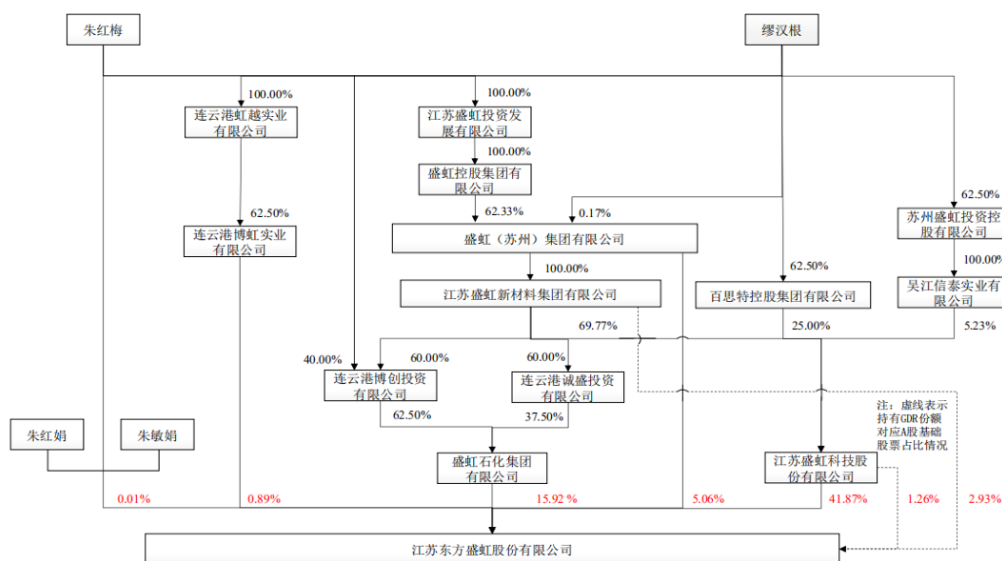 朱红梅
缪汉根
100.00%
100.00%
连云港虹越实业
有限公司
江苏盛虹投资发
展有限公司
100.00%
盛虹控股集团有
限公司
62.50%
62.33%
0.17%
62.50%
苏州盛虹投资控
股有限公司
连云港博虹实业
有限公司
盛虹（苏州）集团有限公司
100.00%
62.50%
100.00%
江苏盛虹新材料集团有限公司
百思特控股集团有限公司
吴江信泰实业有
限公司
69.77%
25.00%
5.23%
40.00%
60.00%
60.00%
连云港博创投资
有限公司
连云港诚盛投资
有限公司
62.50%
37.50%
注：虚线表示
持有GDR份额
对应A股基础
股票占比情况
朱红娟
朱敏娟
盛虹石化集团
有限公司
江苏盛虹科技股
份有限公司
0.01%
0.89%
15.92%
5.06%
41.87%
1.26%
2.93%
江苏东方盛虹股份有限公司